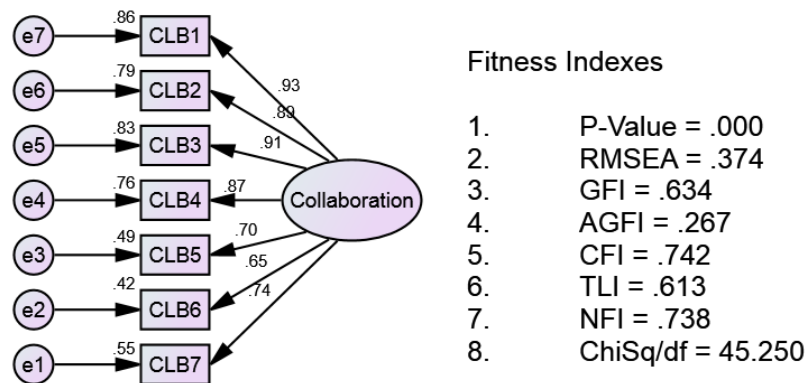 .86
e7 CLB1
.93
.79
e6 CLB2
.89
.83
e5 CLB3
.91
.76
e4 CLB4
.87
Collaboration
.49
e3 CLB5
.70
.42
e2 CLB6
.65
.55
e1 CLB7
.74
Fitness Indexes
1. P-Value = .000
2. RMSEA = .374
3. GFI = .634
4. AGFI = .267
5. CFI = .742
6. TLI = .613
7. NFI = .738
8. ChiSq/df = 45.250